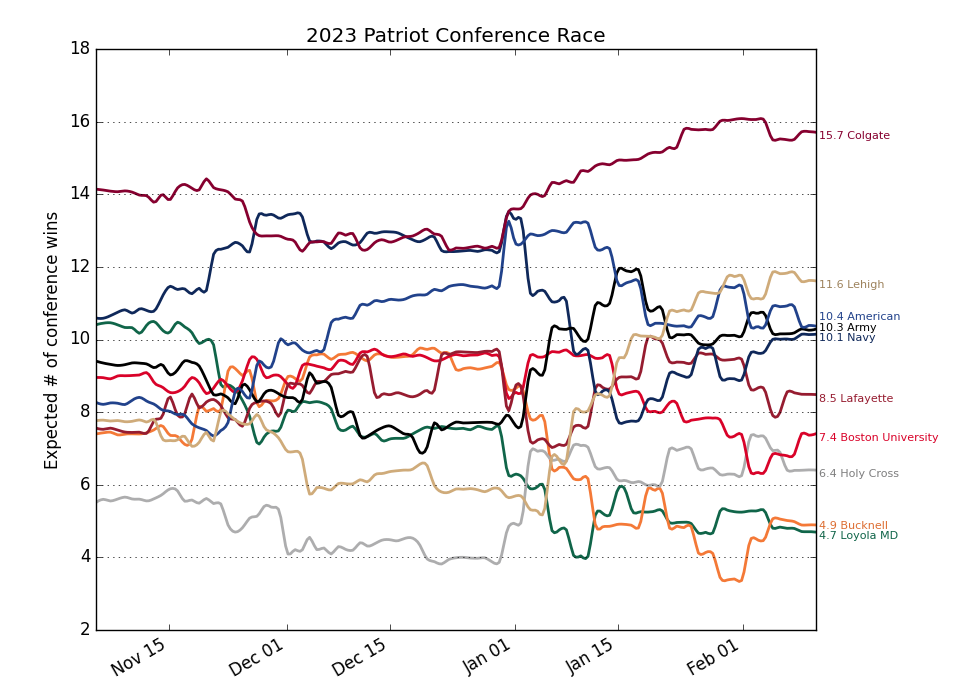 2023 Patriot Conference Race
Expected # of conference wins
18
16
14
12
10
8
6
4
2
15.7 Colgate
11.6 Lehigh
10.4 American
10.3 Army
10.1 Navy
8.5 Lafayette
7.4 Boston University
6.4 Holy Cross
4.9 Bucknell
4.7 Loyola MD
Nov 15
Dec 01
Dec 15
Jan 01
Jan 15
Feb 01